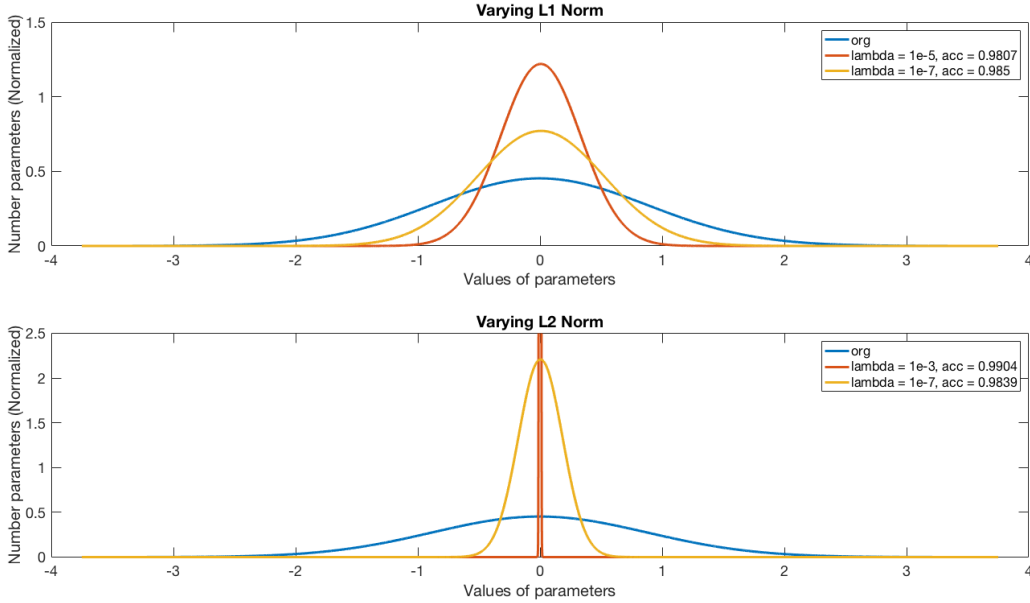 Varying L1 Norm
Number parameters (Normalized)
1.5
1
0.5
0
-4
-3
-2
-1
0
1
2
3
4
Values of parameters
org
lambda = 1e-5, acc = 0.9807
lambda = 1e-7, acc = 0.985
Varying L2 Norm
Number parameters (Normalized)
2.5
2
1.5
1
0.5
0
-4
-3
-2
-1
0
1
2
3
4
Values of parameters
org
lambda = 1e-3, acc = 0.9904
lambda = 1e-7, acc = 0.9839